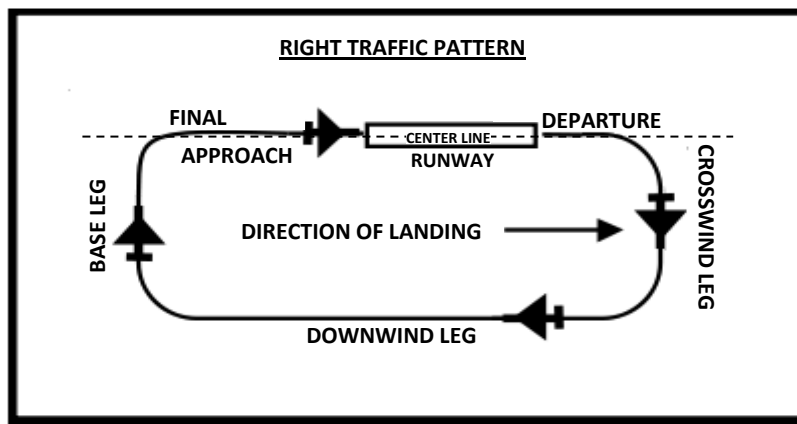 RIGHT TRAFFIC PATTERN
FINAL
APPROACH
CENTER LINE
RUNWAY
DEPARTURE
CROSSWIND LEG
BASE LEG
DIRECTION OF LANDING
DOWNWIND LEG